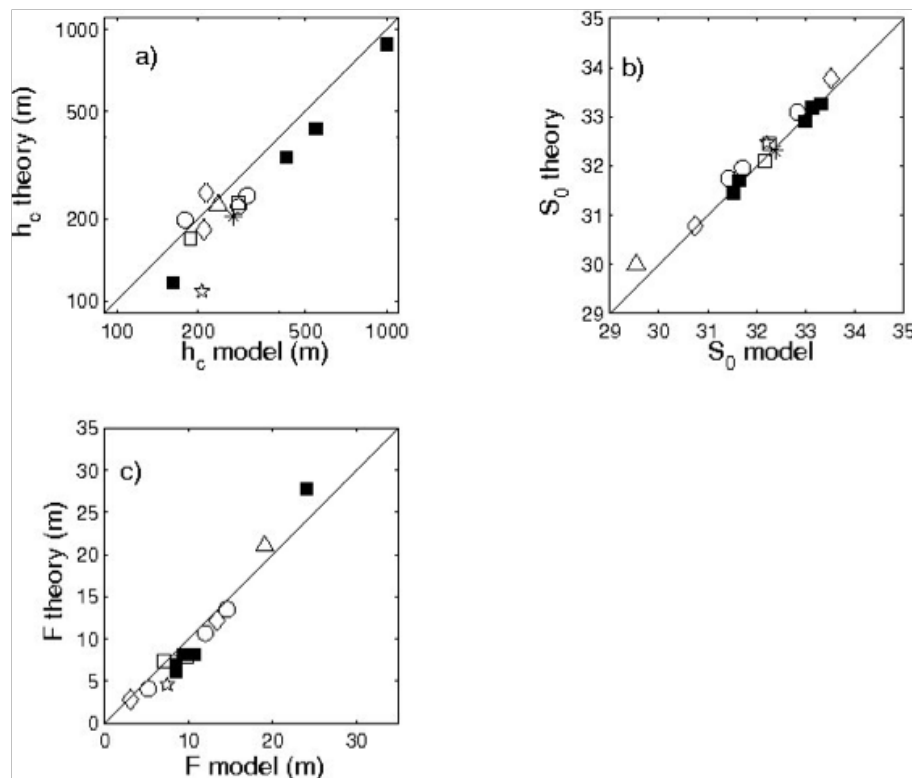 a)
h_c theory (m)
1000
500
200
100
100 200 500 1000
h_c model (m)
b)
S_0 theory
35
34
33
32
31
30
29
29 30 31 32 33 34 35
S_0 model
c)
F theory (m)
35
30
25
20
15
10
5
0
0 10 20 30
F model (m)